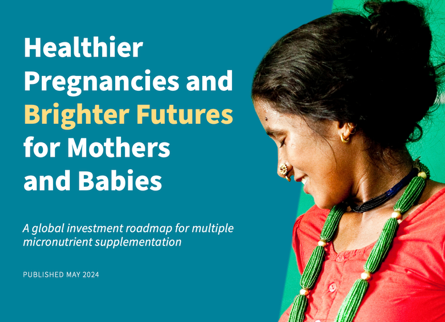 Healthier
Pregnancies and
Brighter Futures
for Mothers
and Babies
A global investment roadmap for multiple
micronutrient supplementation
PUBLISHED MAY 2024